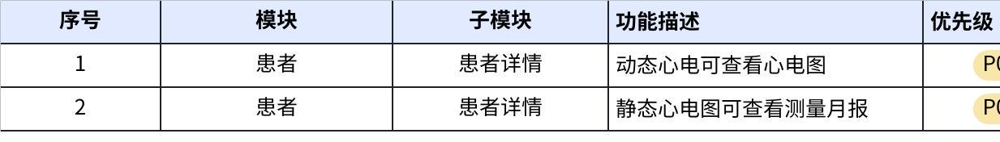 序号 模块 子模块 功能描述 优先级
1 患者 患者详情 动态心电可查看心电图
2 患者 患者详情 静态心电图可查看测量月报